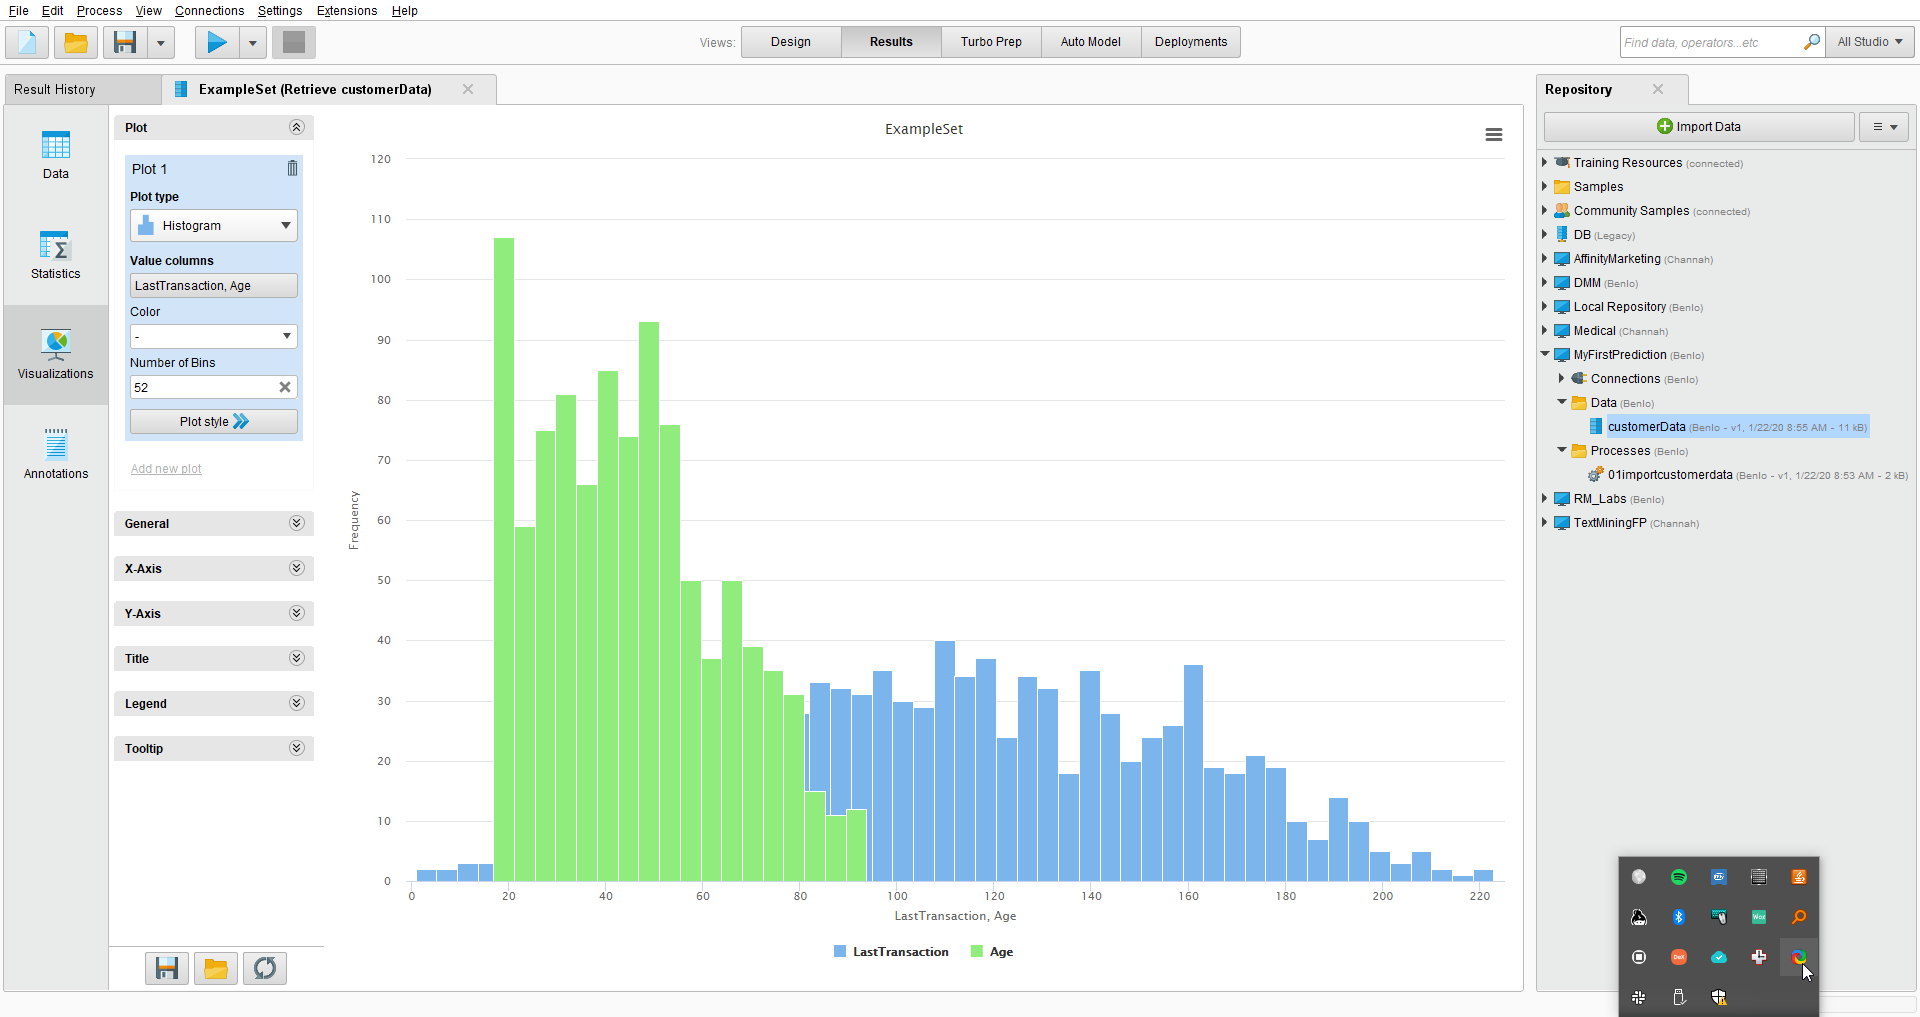 File Edit Process View Connections Settings Extensions Help
Views: Design Results Turbo Prep Auto Model Deployments
Find data, operators...etc
All Studio
Result History
ExampleSet (Retrieve customerData)
Data
Statistics
Visualizations
Annotations
Plot
Plot 1
Plot type
Histogram
Value columns
LastTransaction, Age
Color
-
Number of Bins
52
Plot style
Add new plot
General
X-Axis
Y-Axis
Title
Legend
Tooltip
ExampleSet
120
110
100
90
80
70
60
50
40
30
20
10
0
Frequency
0 20 40 60 80 100 120 140 160 180 200 220
LastTransaction, Age
LastTransaction Age
Repository
Import Data
Training Resources (connected)
Samples
Community Samples (connected)
DB (Legacy)
AffinityMarketing (Channah)
DMM (Benlo)
Local Repository (Benlo)
Medical (Channah)
MyFirstPrediction (Benlo)
Connections (Benlo)
Data (Benlo)
customerData (Benlo - v1, 1/22/20 8:55 AM - 11 kB)
Processes (Benlo)
01importcustomerdata (Benlo - v1, 1/22/20 8:53 AM - 2 kB)
RM_Labs (Benlo)
TextMiningFP (Channah)
Wox
DeX